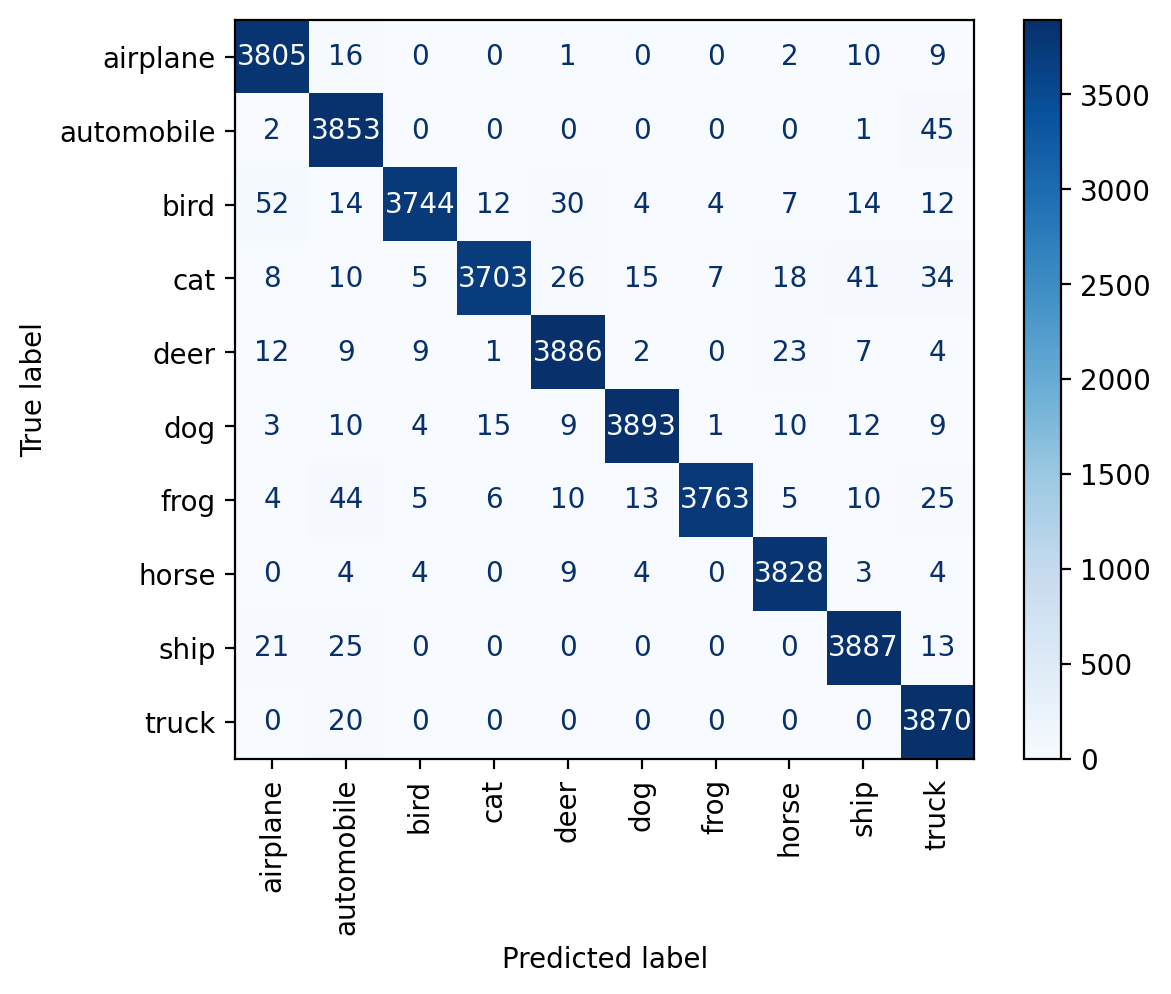 airplane 3805 16 0 0 1 0 0 2 10 9
automobile 2 3853 0 0 0 0 0 0 1 45
bird 52 14 3744 12 30 4 4 7 14 12
cat 8 10 5 3703 26 15 7 18 41 34
deer 12 9 9 1 3886 2 0 23 7 4
dog 3 10 4 15 9 3893 1 10 12 9
frog 4 44 5 6 10 13 3763 5 10 25
horse 0 4 4 0 9 4 0 3828 3 4
ship 21 25 0 0 0 0 0 0 3887 13
truck 0 20 0 0 0 0 0 0 0 3870
True label
airplane automobile bird cat deer dog frog horse ship truck
Predicted label
3500
3000
2500
2000
1500
1000
500
0